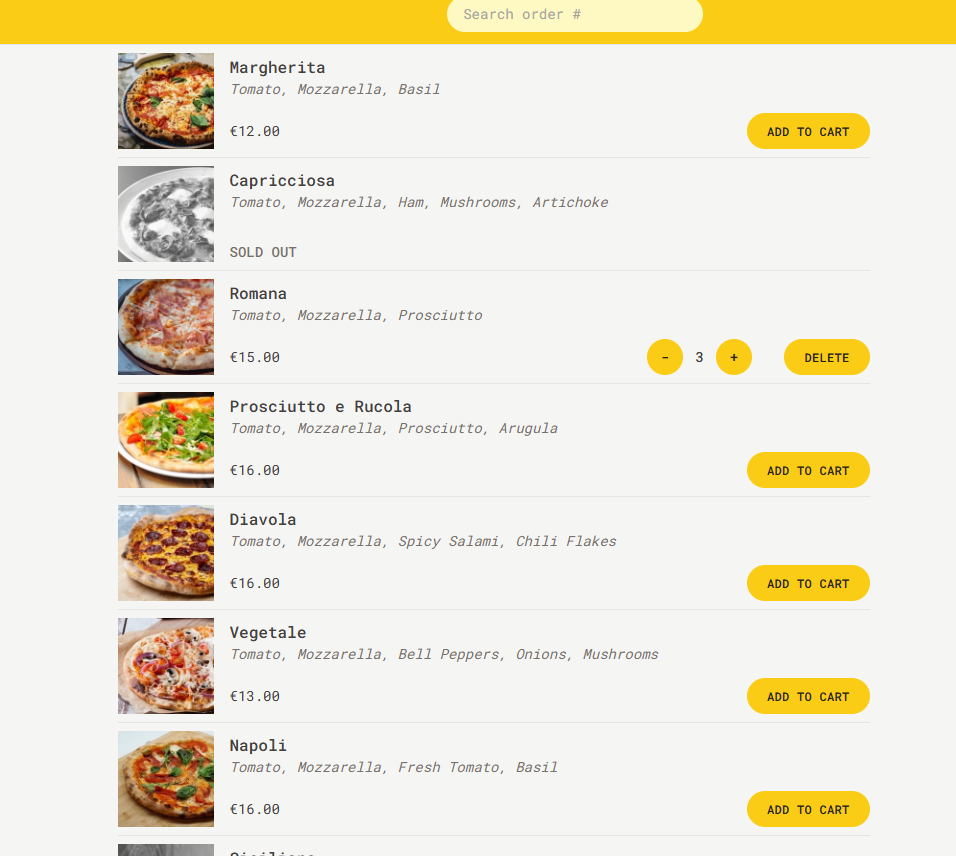 Search order #
Margherita
Tomato, Mozzarella, Basil
€12.00
ADD TO CART
Capricciosa
Tomato, Mozzarella, Ham, Mushrooms, Artichoke
SOLD OUT
Romana
Tomato, Mozzarella, Prosciutto
€15.00
- 3 + DELETE
Prosciutto e Rucola
Tomato, Mozzarella, Prosciutto, Arugula
€16.00
ADD TO CART
Diavola
Tomato, Mozzarella, Spicy Salami, Chili Flakes
€16.00
ADD TO CART
Vegetale
Tomato, Mozzarella, Bell Peppers, Onions, Mushrooms
€13.00
ADD TO CART
Napoli
Tomato, Mozzarella, Fresh Tomato, Basil
€16.00
ADD TO CART